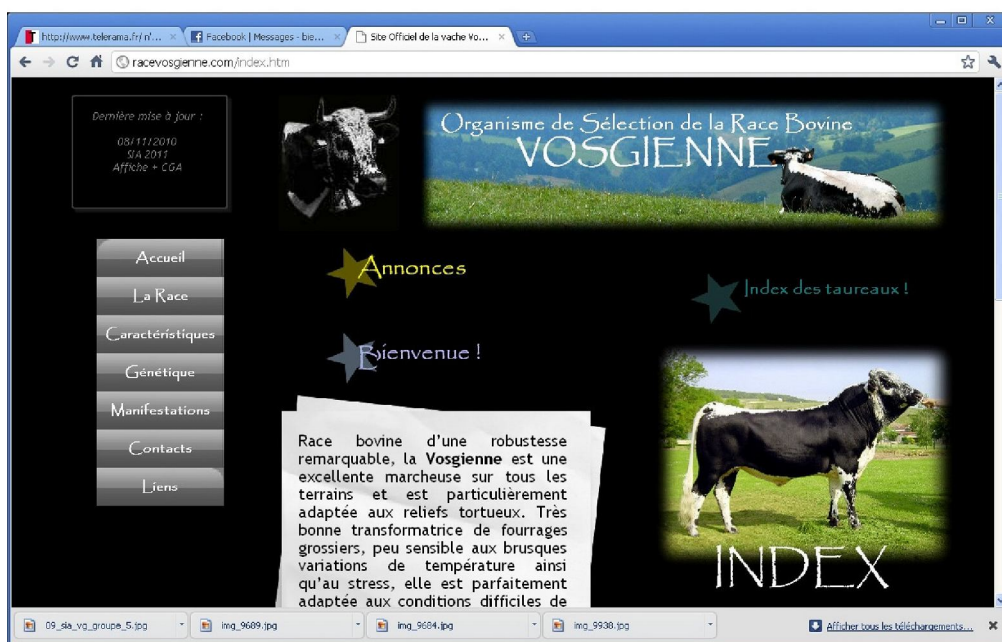 http://www.telerama.fr/n'...
Facebook | Messages - bie...
Site Officiel de la vache Vo...
racevosgienne.com/index.htm
Dernière mise à jour :
08/11/2010
SIA 2011
Affiche + CGA
Organisme de Sélection de la Race Bovine
VOSGIENNE
Accueil
La Race
Caractéristiques
Génétique
Manifestations
Contacts
Liens
Annonces
Index des taureaux !
Bienvenue !
Race bovine d'une robustesse
remarquable, la Vosgienne est une
excellente marcheuse sur tous les
terrains et est particulièrement
adaptée aux reliefs tortueux. Très
bonne transformatrice de fourrages
grossiers, peu sensible aux brusques
variations de température ainsi
qu'au stress, elle est parfaitement
adaptée aux conditions difficiles de
INDEX
09_sia_vg_groupe_5.jpg
img_9689.jpg
img_9684.jpg
img_9938.jpg
Afficher tous les téléchargements...